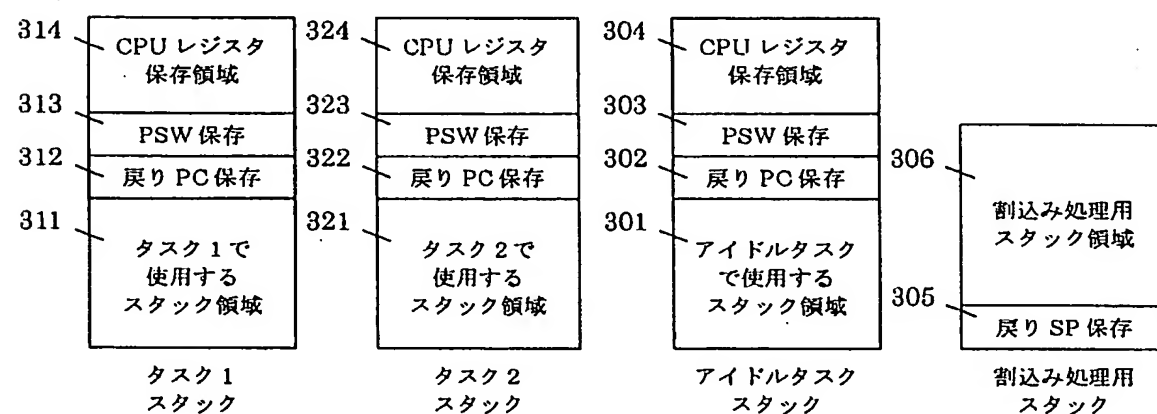 314
CPU レジスタ
保存領域
313
PSW 保存
312
戻り PC 保存
311
タスク 1 で
使用する
スタック領域
タスク 1
スタック
324
CPU レジスタ
保存領域
323
PSW 保存
322
戻り PC 保存
321
タスク 2 で
使用する
スタック領域
タスク 2
スタック
304
CPU レジスタ
保存領域
303
PSW 保存
302
戻り PC 保存
301
アイドルタスク
で使用する
スタック領域
アイドルタスク
スタック
306
割込み処理用
スタック領域
305
戻り SP 保存
割込み処理用
スタック